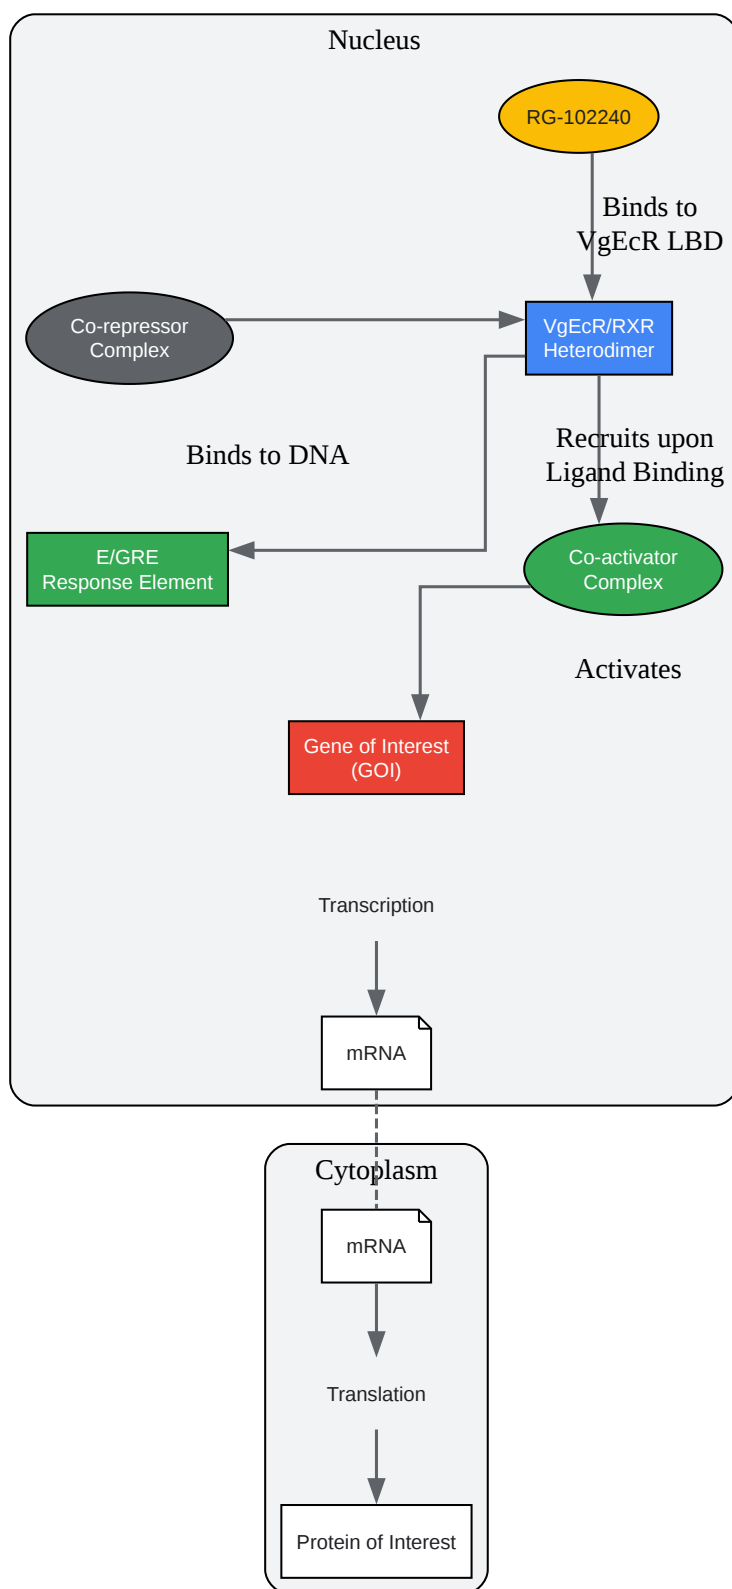 Nucleus
RG-102240
Binds to
VgEcR LBD
Co-repressor
Complex
VgEcR/RXR
Heterodimer
Binds to DNA
Recruits upon
Ligand Binding
E/GRE
Response Element
Co-activator
Complex
Activates
Gene of Interest
(GOI)
Transcription
mRNA
Cytoplasm
mRNA
Translation
Protein of Interest